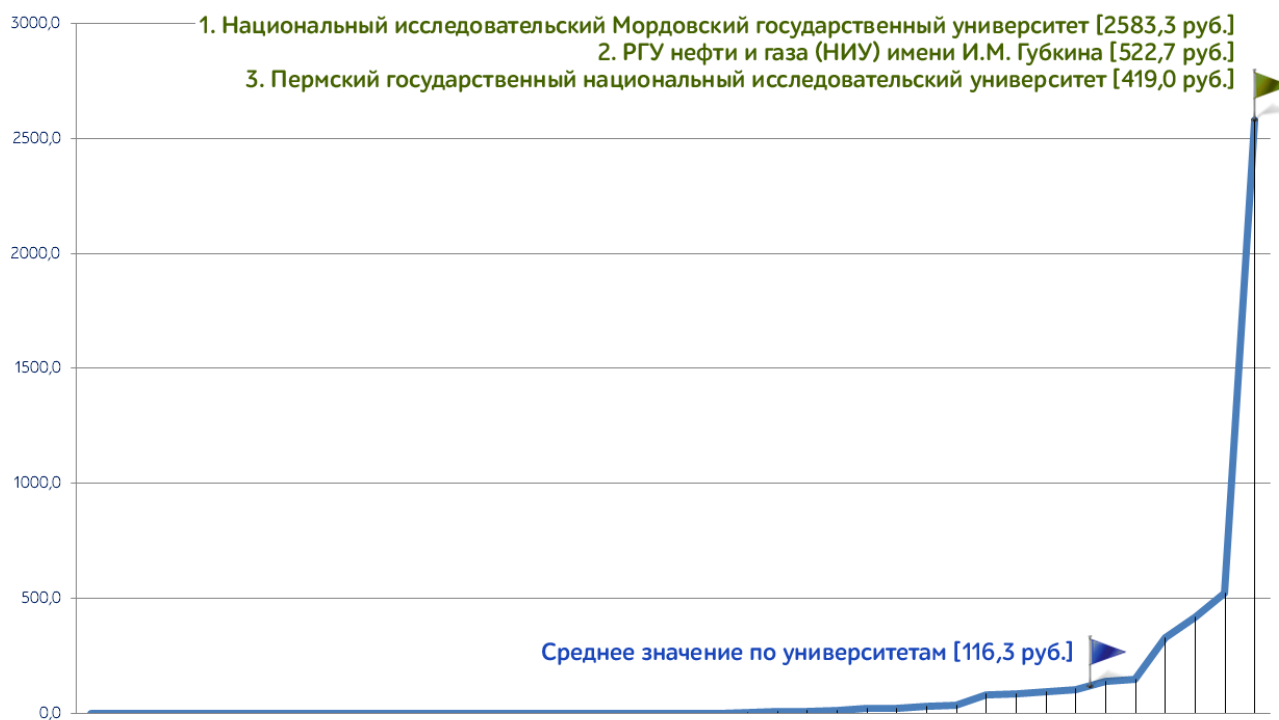 3000,0
1. Национальный исследовательский Мордовский государственный университет [2583,3 руб.]
2. РГУ нефти и газа (НИУ) имени И.М. Губкина [522,7 руб.]
3. Пермский государственный национальный исследовательский университет [419,0 руб.]
2500,0
2000,0
1500,0
1000,0
500,0
Среднее значение по университетам [116,3 руб.]
0,0